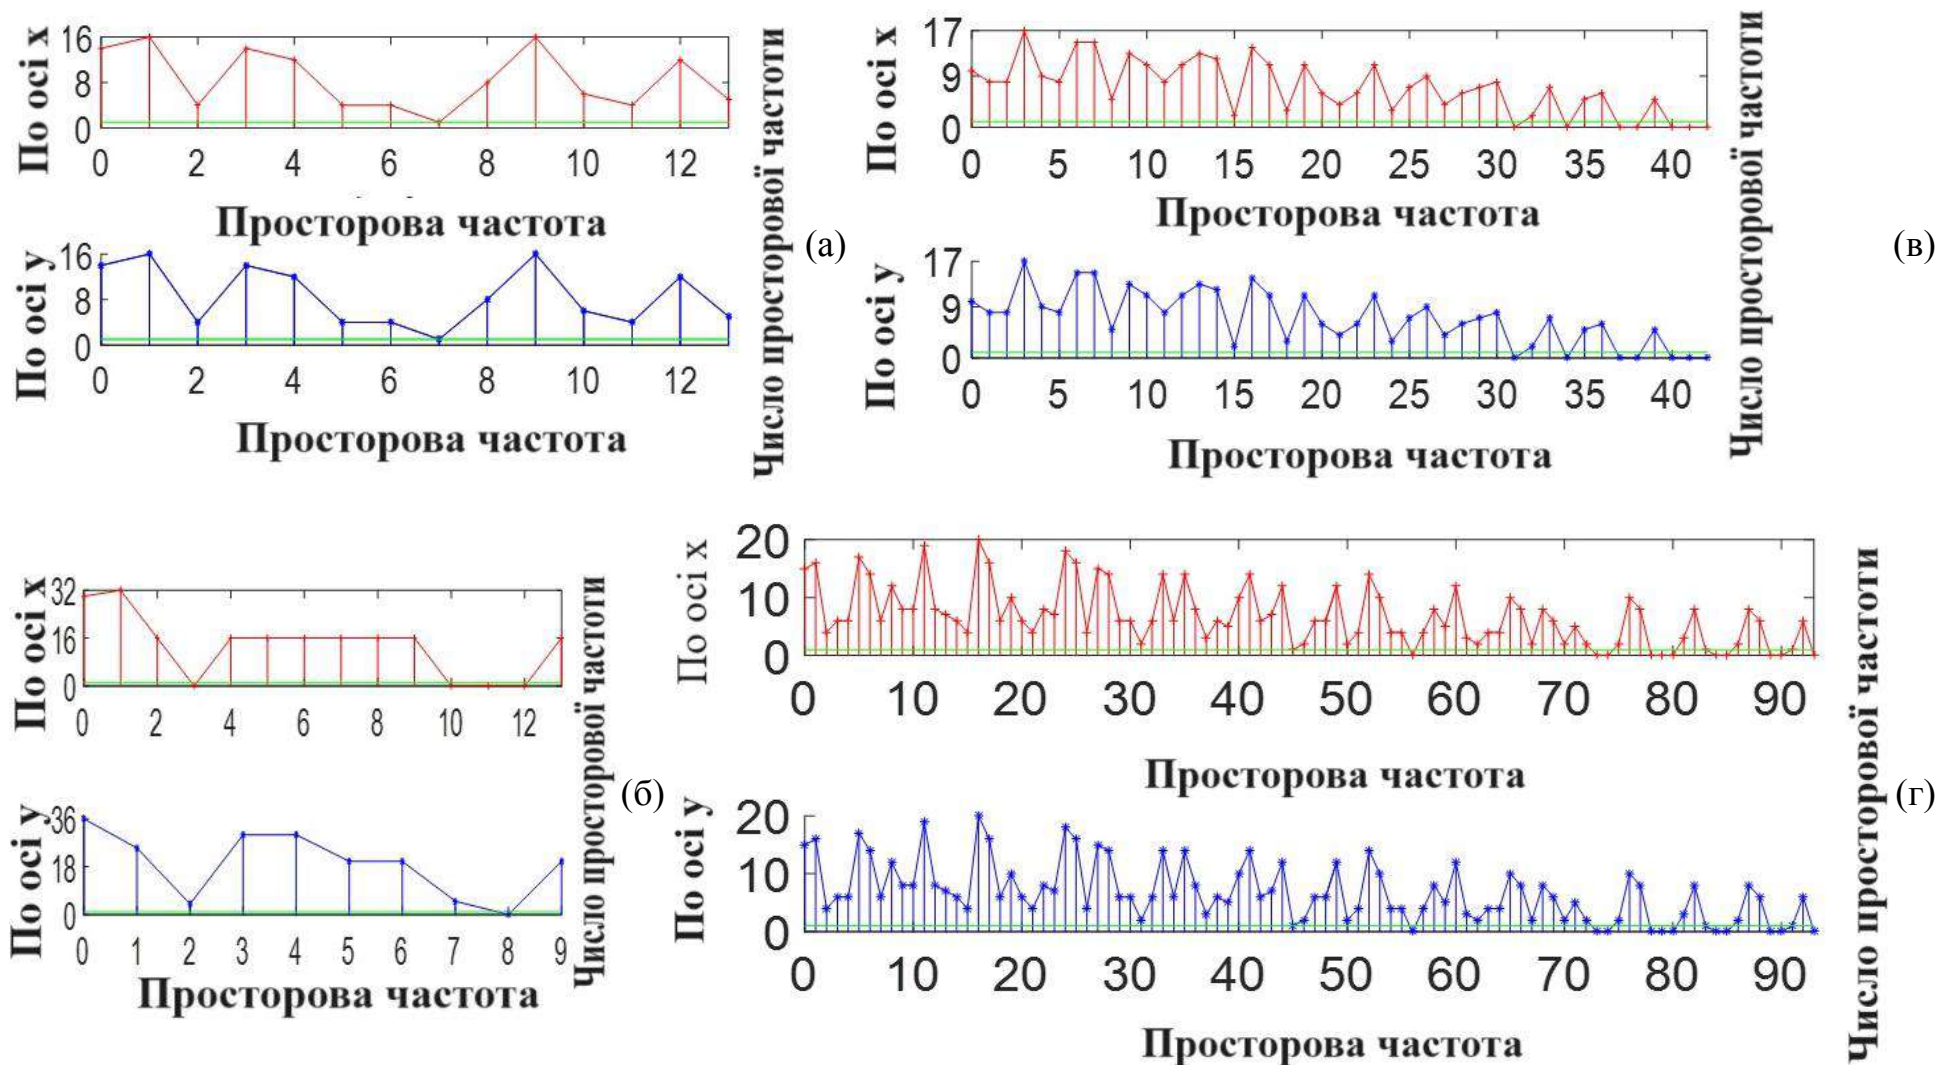 По осі x
16
8
0
0 2 4 6 8 10 12
Просторова частота
По осі y
16
8
0
0 2 4 6 8 10 12
Просторова частота
Число просторової частоти
(а)
По осі x
17
9
0
0 5 10 15 20 25 30 35 40
Просторова частота
По осі y
17
9
0
0 5 10 15 20 25 30 35 40
Просторова частота
Число просторової частоти
(в)
По осі x
32
16
0
0 2 4 6 8 10 12
По осі y
36
18
0
0 1 2 3 4 5 6 7 8 9
Просторова частота
Число просторової частоти
(б)
По осі x
20
10
0
0 10 20 30 40 50 60 70 80 90
Просторова частота
По осі y
20
10
0
0 10 20 30 40 50 60 70 80 90
Просторова частота
Число просторової частоти
(г)